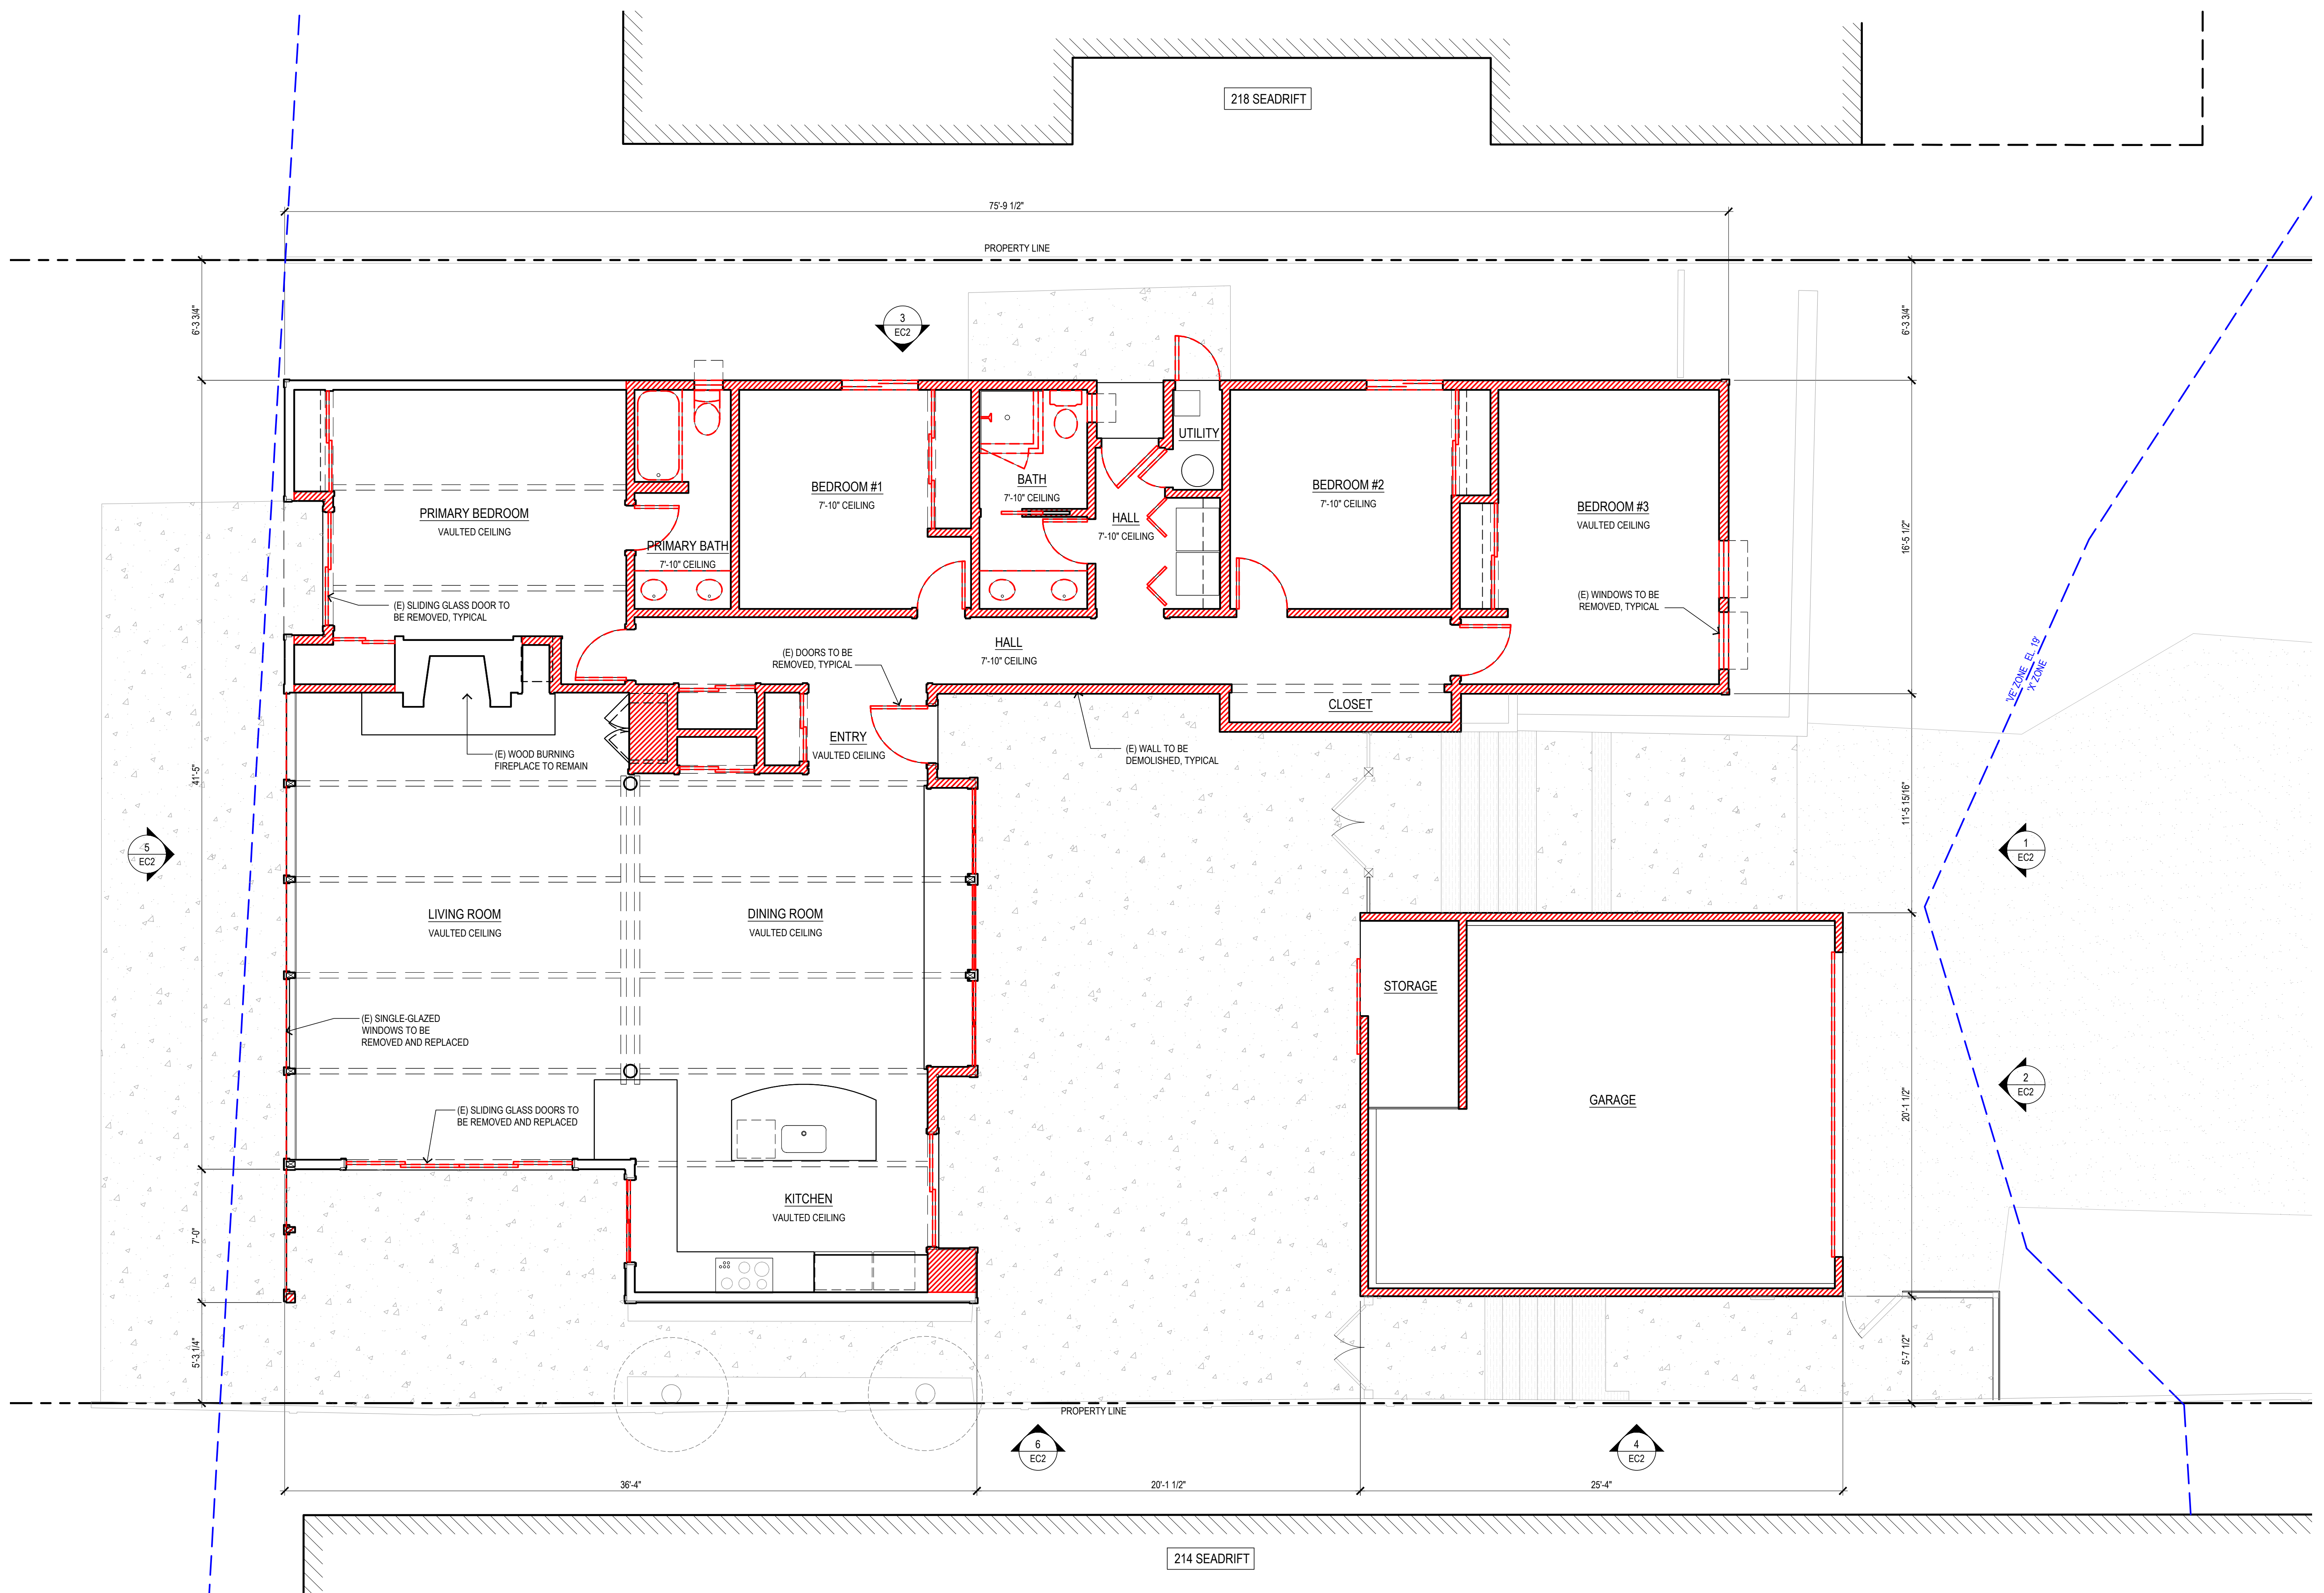 218 SEADRIFT
75'-9 1/2"
PROPERTY LINE
6'-3 3/4"
6'-3 3/4"
3
EC2
UTILITY
BATH
7'-10" CEILING
BEDROOM #1
7'-10" CEILING
BEDROOM #2
7'-10" CEILING
PRIMARY BEDROOM
VAULTED CEILING
BEDROOM #3
VAULTED CEILING
HALL
7'-10" CEILING
PRIMARY BATH
7'-10" CEILING
16'-5 1/2"
(E) SLIDING GLASS DOOR TO
BE REMOVED, TYPICAL
(E) WINDOWS TO BE
REMOVED, TYPICAL
HALL
7'-10" CEILING
(E) DOORS TO BE
REMOVED, TYPICAL
'VE' ZONE EL. 19'
'X' ZONE
CLOSET
ENTRY
VAULTED CEILING
(E) WOOD BURNING
FIREPLACE TO REMAIN
(E) WALL TO BE
DEMOLISHED, TYPICAL
41'-5"
11'-5 15/16"
5
EC2
1
EC2
LIVING ROOM
VAULTED CEILING
DINING ROOM
VAULTED CEILING
STORAGE
(E) SINGLE-GLAZED
WINDOWS TO BE
REMOVED AND REPLACED
2
EC2
GARAGE
20'-1 1/2"
(E) SLIDING GLASS DOORS TO
BE REMOVED AND REPLACED
KITCHEN
VAULTED CEILING
7'-0"
5'-3 1/4"
5'-7 1/2"
PROPERTY LINE
6
EC2
4
EC2
36'-4"
20'-1 1/2"
25'-4"
214 SEADRIFT